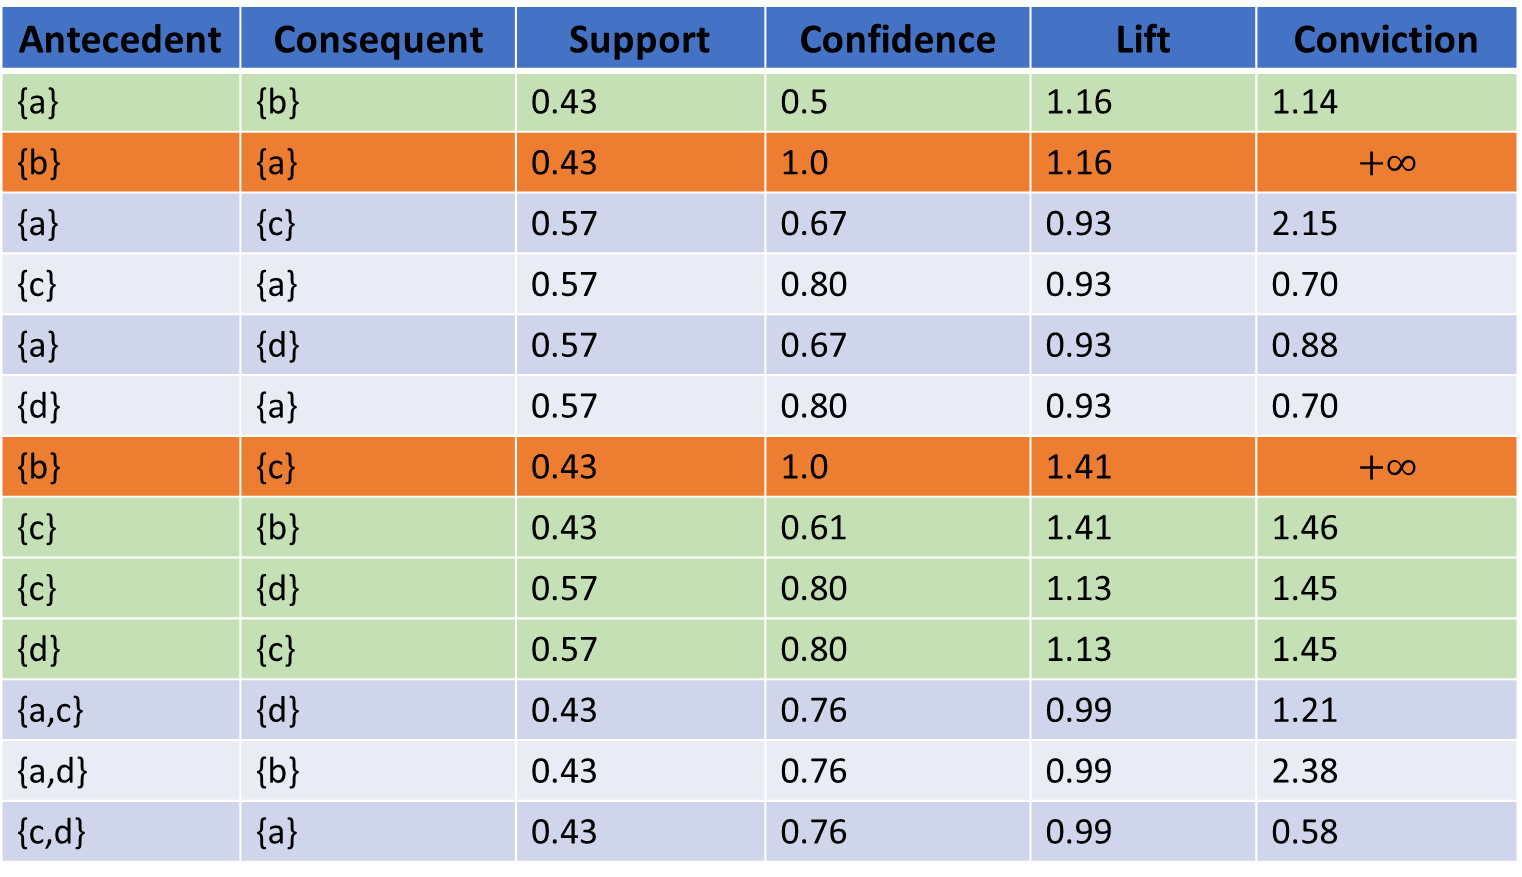 Antecedent Consequent Support Confidence Lift Conviction
{a} {b} 0.43 0.5 1.16 1.14
{b} {a} 0.43 1.0 1.16 +∞
{a} {c} 0.57 0.67 0.93 2.15
{c} {a} 0.57 0.80 0.93 0.70
{a} {d} 0.57 0.67 0.93 0.88
{d} {a} 0.57 0.80 0.93 0.70
{b} {c} 0.43 1.0 1.41 +∞
{c} {b} 0.43 0.61 1.41 1.46
{c} {d} 0.57 0.80 1.13 1.45
{d} {c} 0.57 0.80 1.13 1.45
{a,c} {d} 0.43 0.76 0.99 1.21
{a,d} {b} 0.43 0.76 0.99 2.38
{c,d} {a} 0.43 0.76 0.99 0.58